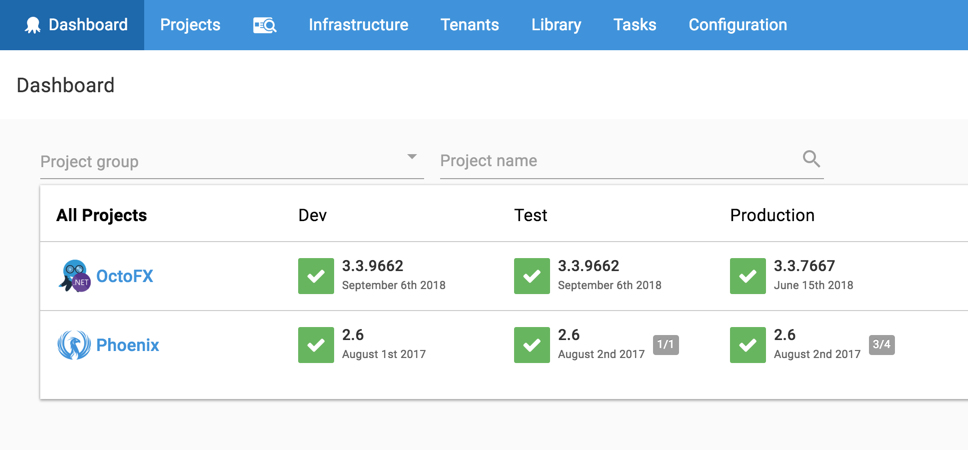 Dashboard Projects Infrastructure Tenants Library Tasks Configuration
Dashboard
Project group Project name
All Projects Dev Test Production
.NET OctoFX 3.3.9662 3.3.9662 3.3.7667
September 6th 2018 September 6th 2018 June 15th 2018
Phoenix 2.6 2.6 2.6
August 1st 2017 August 2nd 2017 1/1 August 2nd 2017 3/4